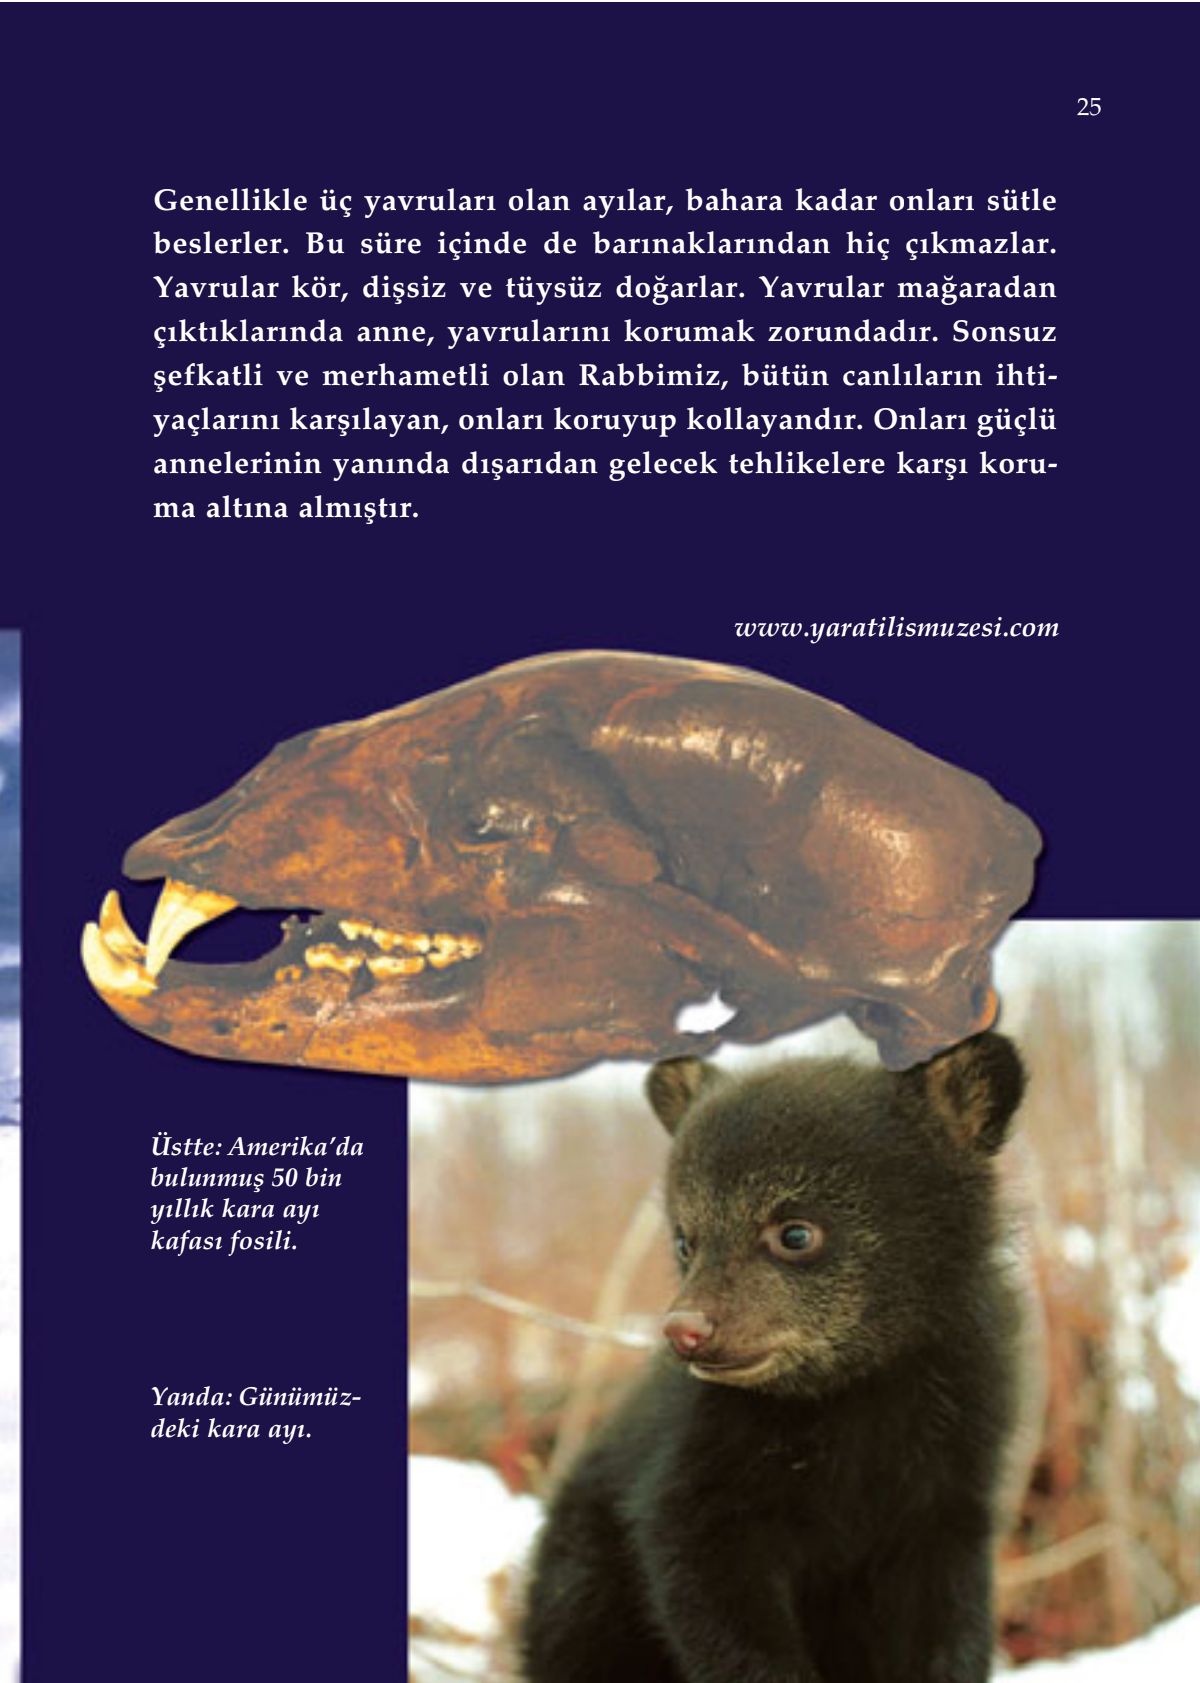 25
Genellikle üç yavruları olan ayılar, bahara kadar onları sütle
beslerler. Bu süre içinde de barınaklarından hiç çıkmazlar.
Yavrular kör, dişsiz ve tüysüz doğarlar. Yavrular mağaradan
çıktıklarında anne, yavrularını korumak zorundadır. Sonsuz
şefkatli ve merhametli olan Rabbimiz, bütün canlıların ihti-
yaçlarını karşılayan, onları koruyup kollayandır. Onları güçlü
annelerinin yanında dışarıdan gelecek tehlikelere karşı koru-
ma altına almıştır.
www.yaratilismuzesi.com
Üstte: Amerika’da
bulunmuş 50 bin
yıllık kara ayı
kafası fosili.
Yanda: Günümüz-
deki kara ayı.